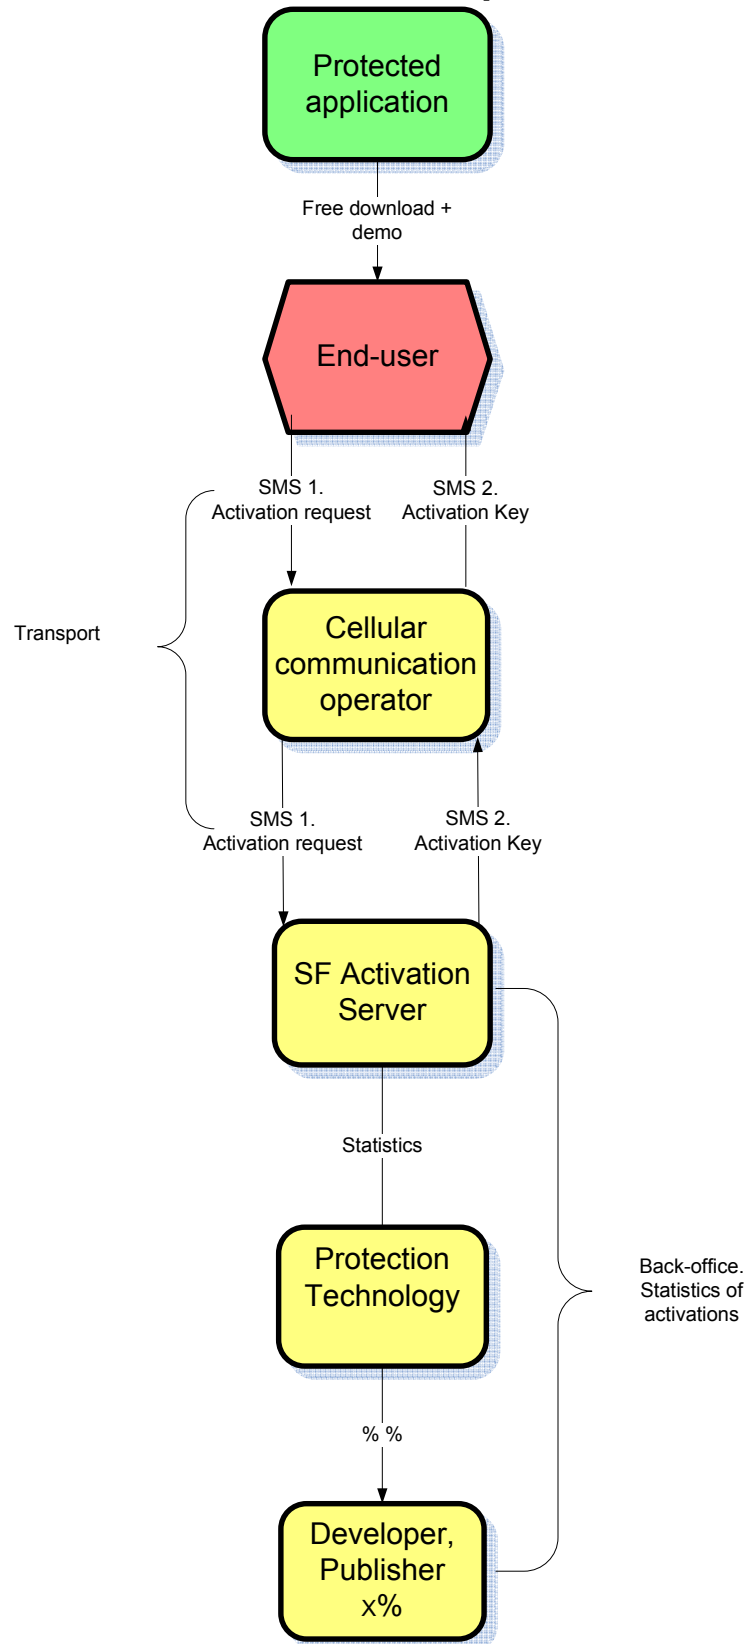 Protected
application
Free download +
demo
End-user
SMS 1.
Activation request
SMS 2.
Activation Key
Transport
Cellular
communication
operator
SMS 1.
Activation request
SMS 2.
Activation Key
SF Activation
Server
Statistics
Protection
Technology
Back-office.
Statistics of
activations
% %
Developer,
Publisher
x%